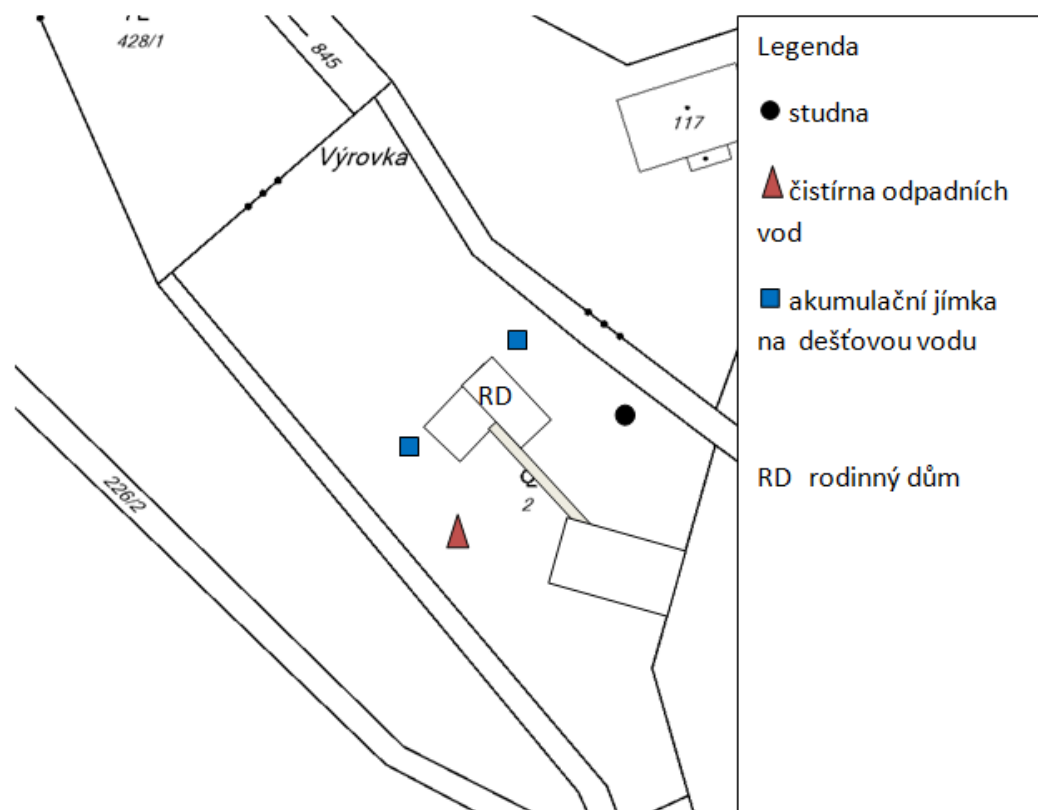 428/1
845
Výrovka
117
RD
2
226/2
Legenda
studna
čistírna odpadních
vod
akumulační jímka
na dešťovou vodu
RD rodinný dům